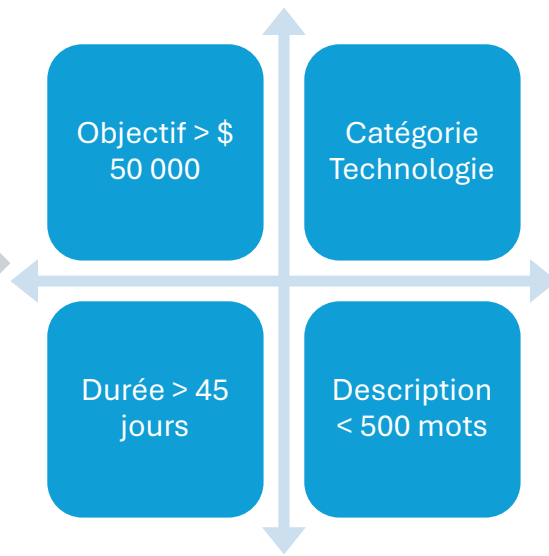 Objectif > $
50 000
Catégorie
Technologie
Durée > 45
jours
Description
< 500 mots